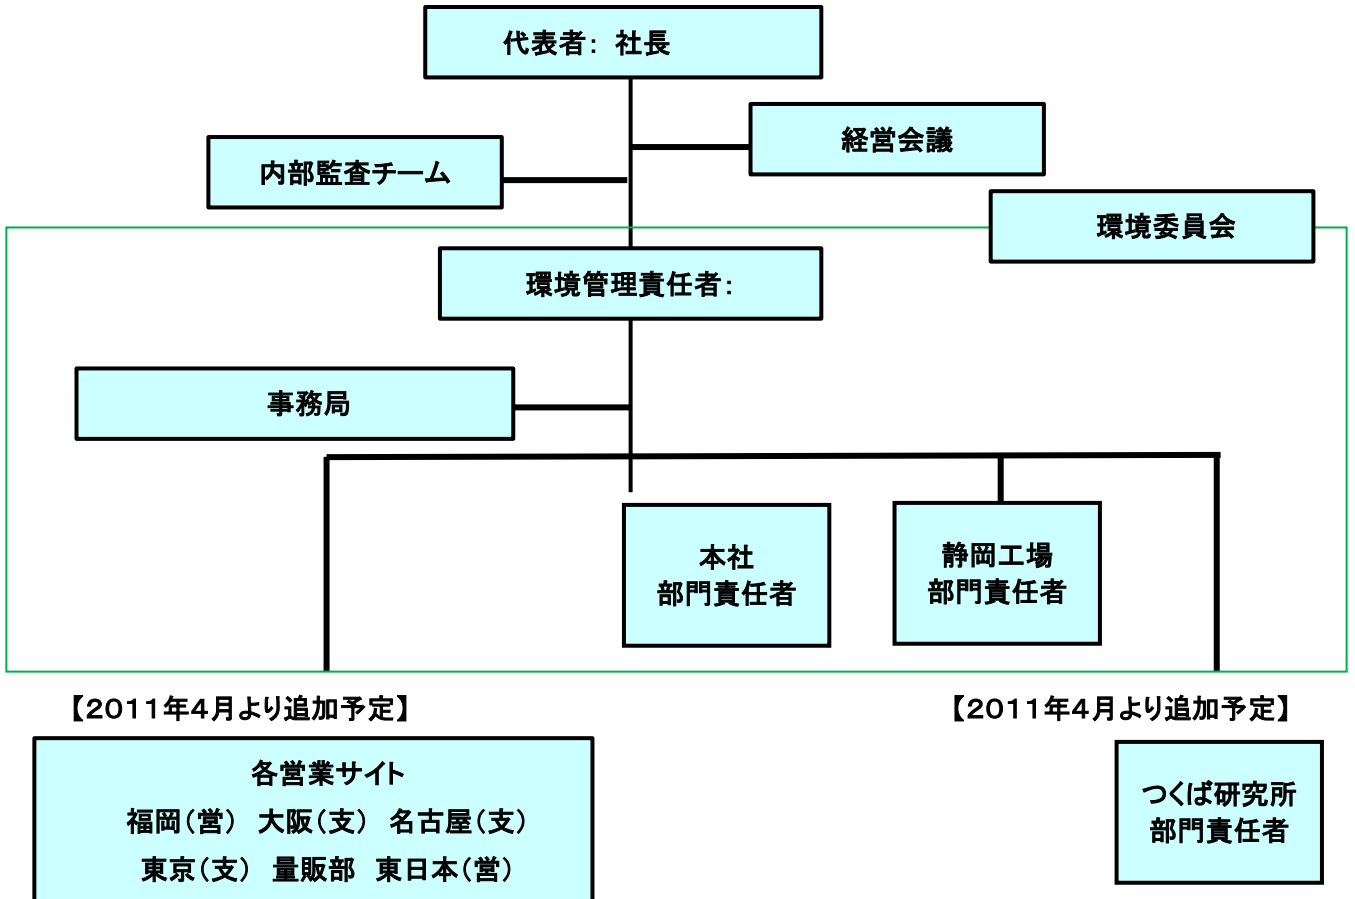 代表者： 社長
経営会議
内部監査チーム
環境委員会
環境管理責任者：
事務局
本社
部門責任者
静岡工場
部門責任者
【２０１１年４月より追加予定】
【２０１１年４月より追加予定】
各営業サイト
福岡（営） 大阪（支） 名古屋（支）
東京（支） 量販部 東日本（営）
つくば研究所
部門責任者